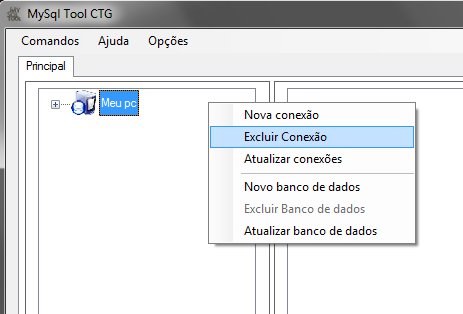 MySql Tool CTG
Comandos Ajuda Opções
Principal
Meu pc
Nova conexão
Excluir Conexão
Atualizar conexões
Novo banco de dados
Excluir Banco de dados
Atualizar banco de dados